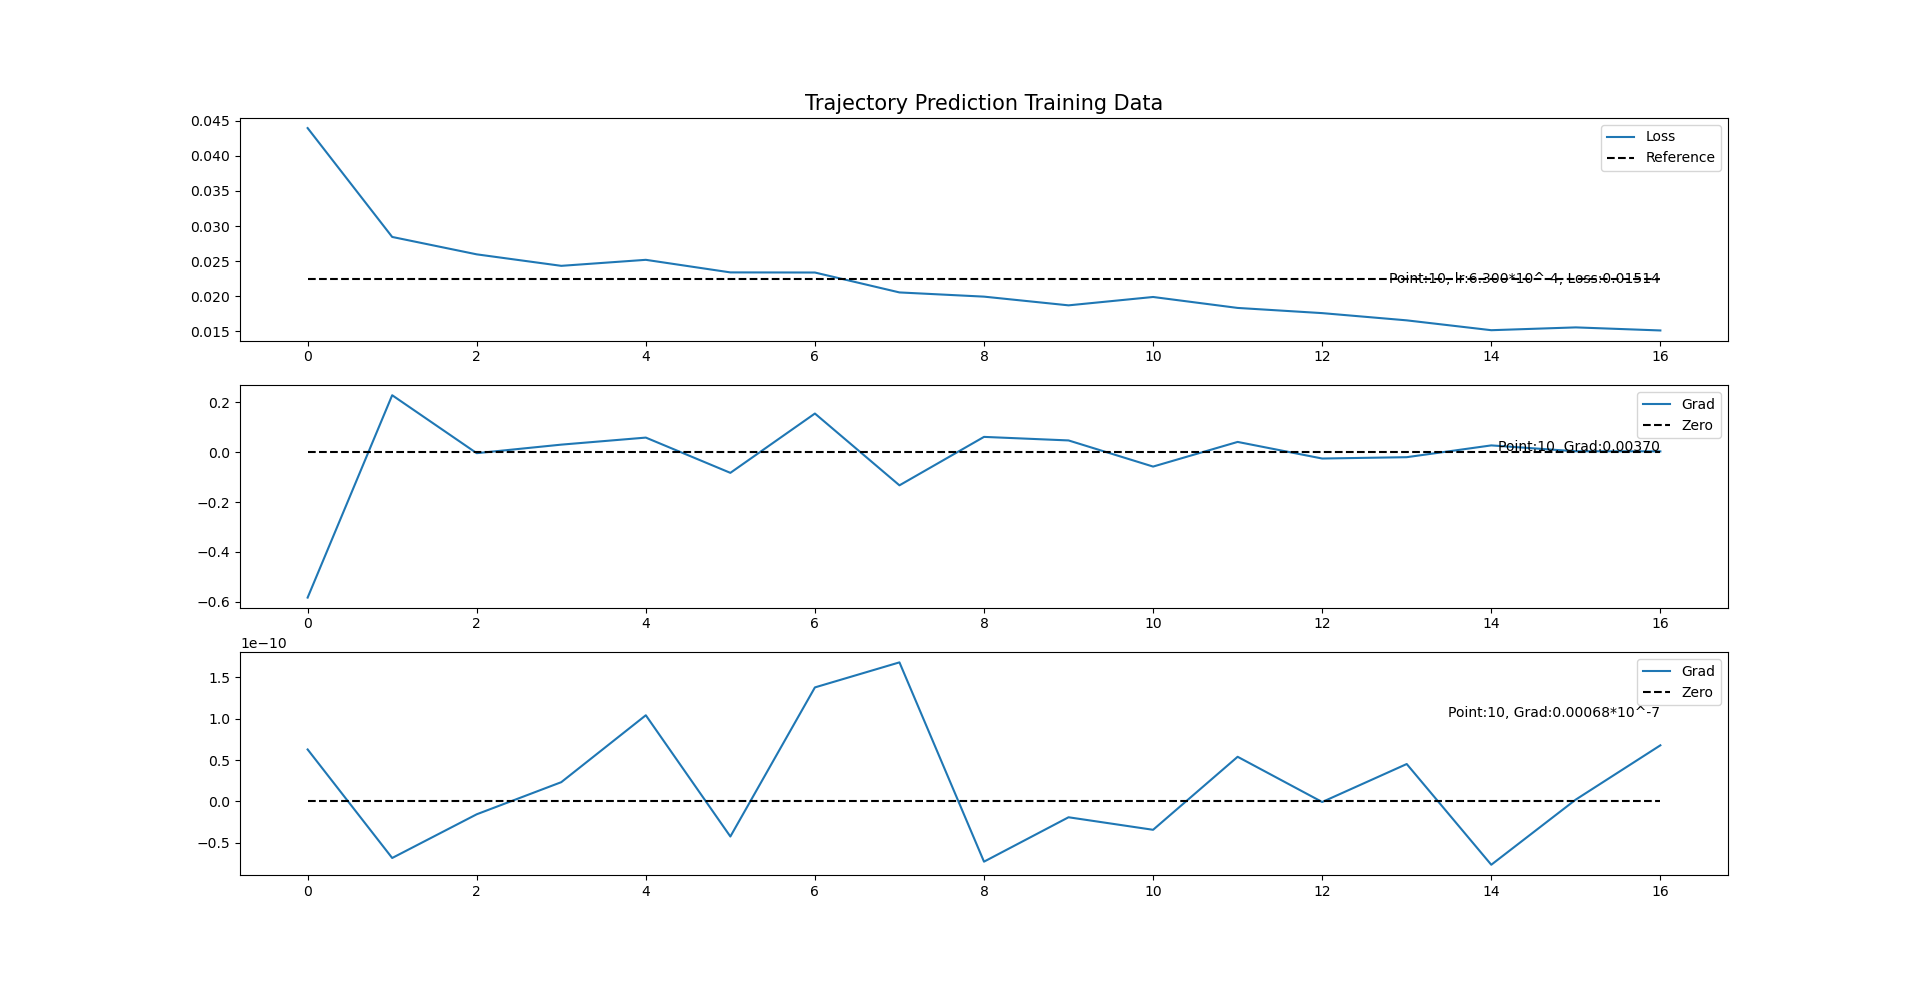 Trajectory Prediction Training Data
0.045
0.040
0.035
0.030
0.025
0.020
0.015
Loss
Reference
Point:10, lr:6.300*10^-4, Loss:0.01514
0 2 4 6 8 10 12 14 16
0.2
0.0
−0.2
−0.4
−0.6
Grad
Zero
Point:10, Grad:0.00370
0 2 4 6 8 10 12 14 16
1e−10
1.5
1.0
0.5
0.0
−0.5
Grad
Zero
Point:10, Grad:0.00068*10^-7
0 2 4 6 8 10 12 14 16